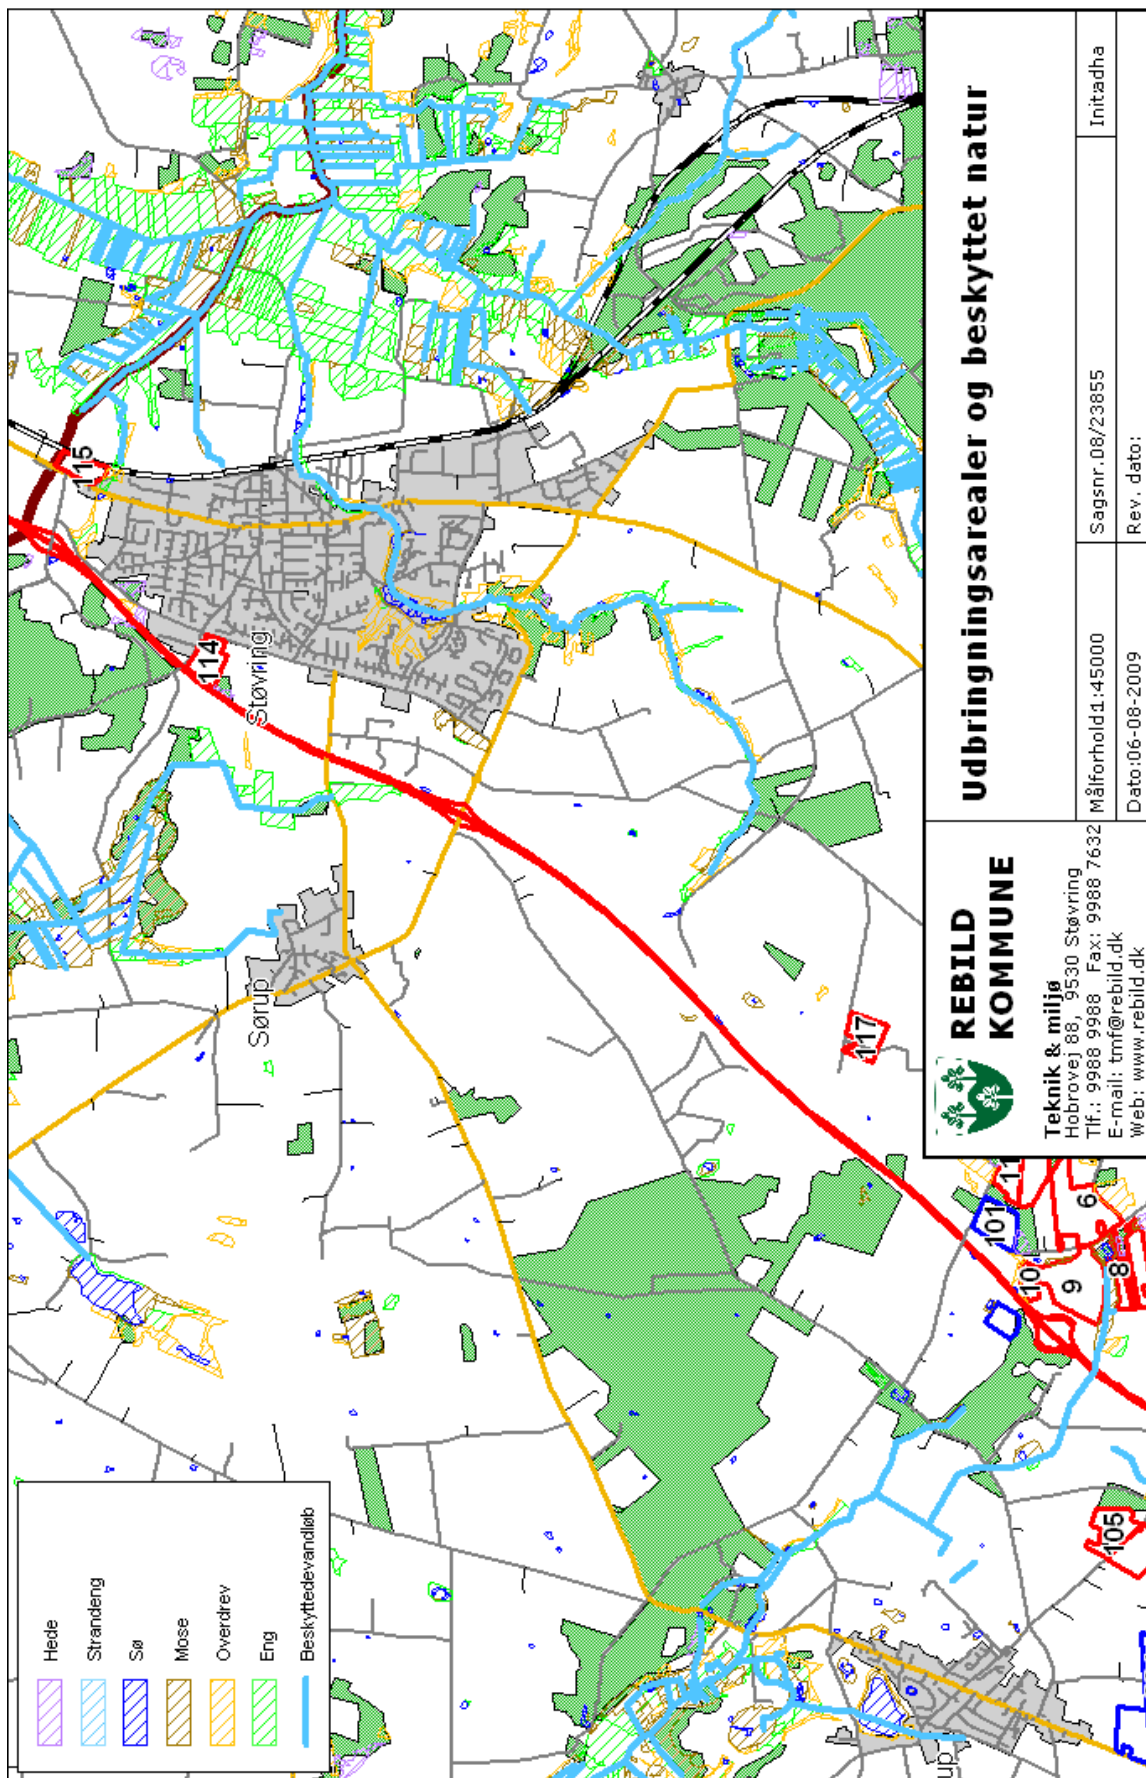 Hede
Strandeng
Sø
Mose
Overdrev
Eng
Beskyttedevandløb
Sørup
Støvring
114
115
117
101
10
9
8
6
105
REBILD
KOMMUNE
Teknik & miljø
Hobrovej 88, 9530 Støvring
Tlf.: 9988 9988 Fax: 9988 7632
E-mail: tmf@rebild.dk
Web: www.rebild.dk
Udbringningsarealer og beskyttet natur
Målforhold1:45000
Sagsnr.08/23855
Initadha
Dato:06-08-2009
Rev. dato: